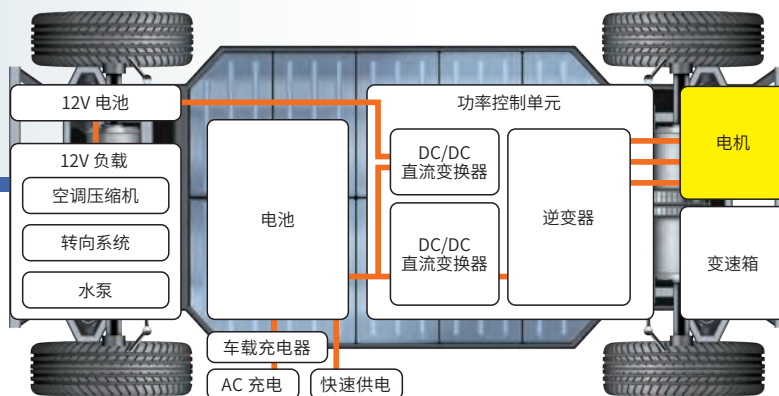 12V 电池
12V 负载
空调压缩机
转向系统
水泵
电池
车载充电器
AC 充电
快速供电
功率控制单元
DC/DC
直流变换器
DC/DC
直流变换器
逆变器
电机
变速箱